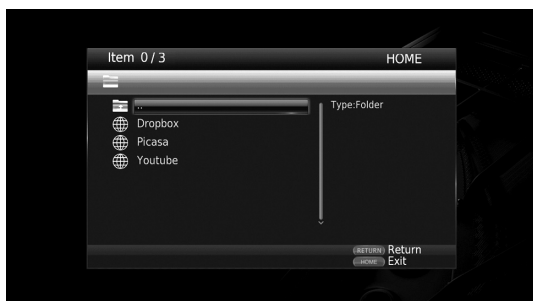 Item 0/3 HOME
.. Type:Folder
Dropbox
Picasa
Youtube
RETURN Return
HOME Exit